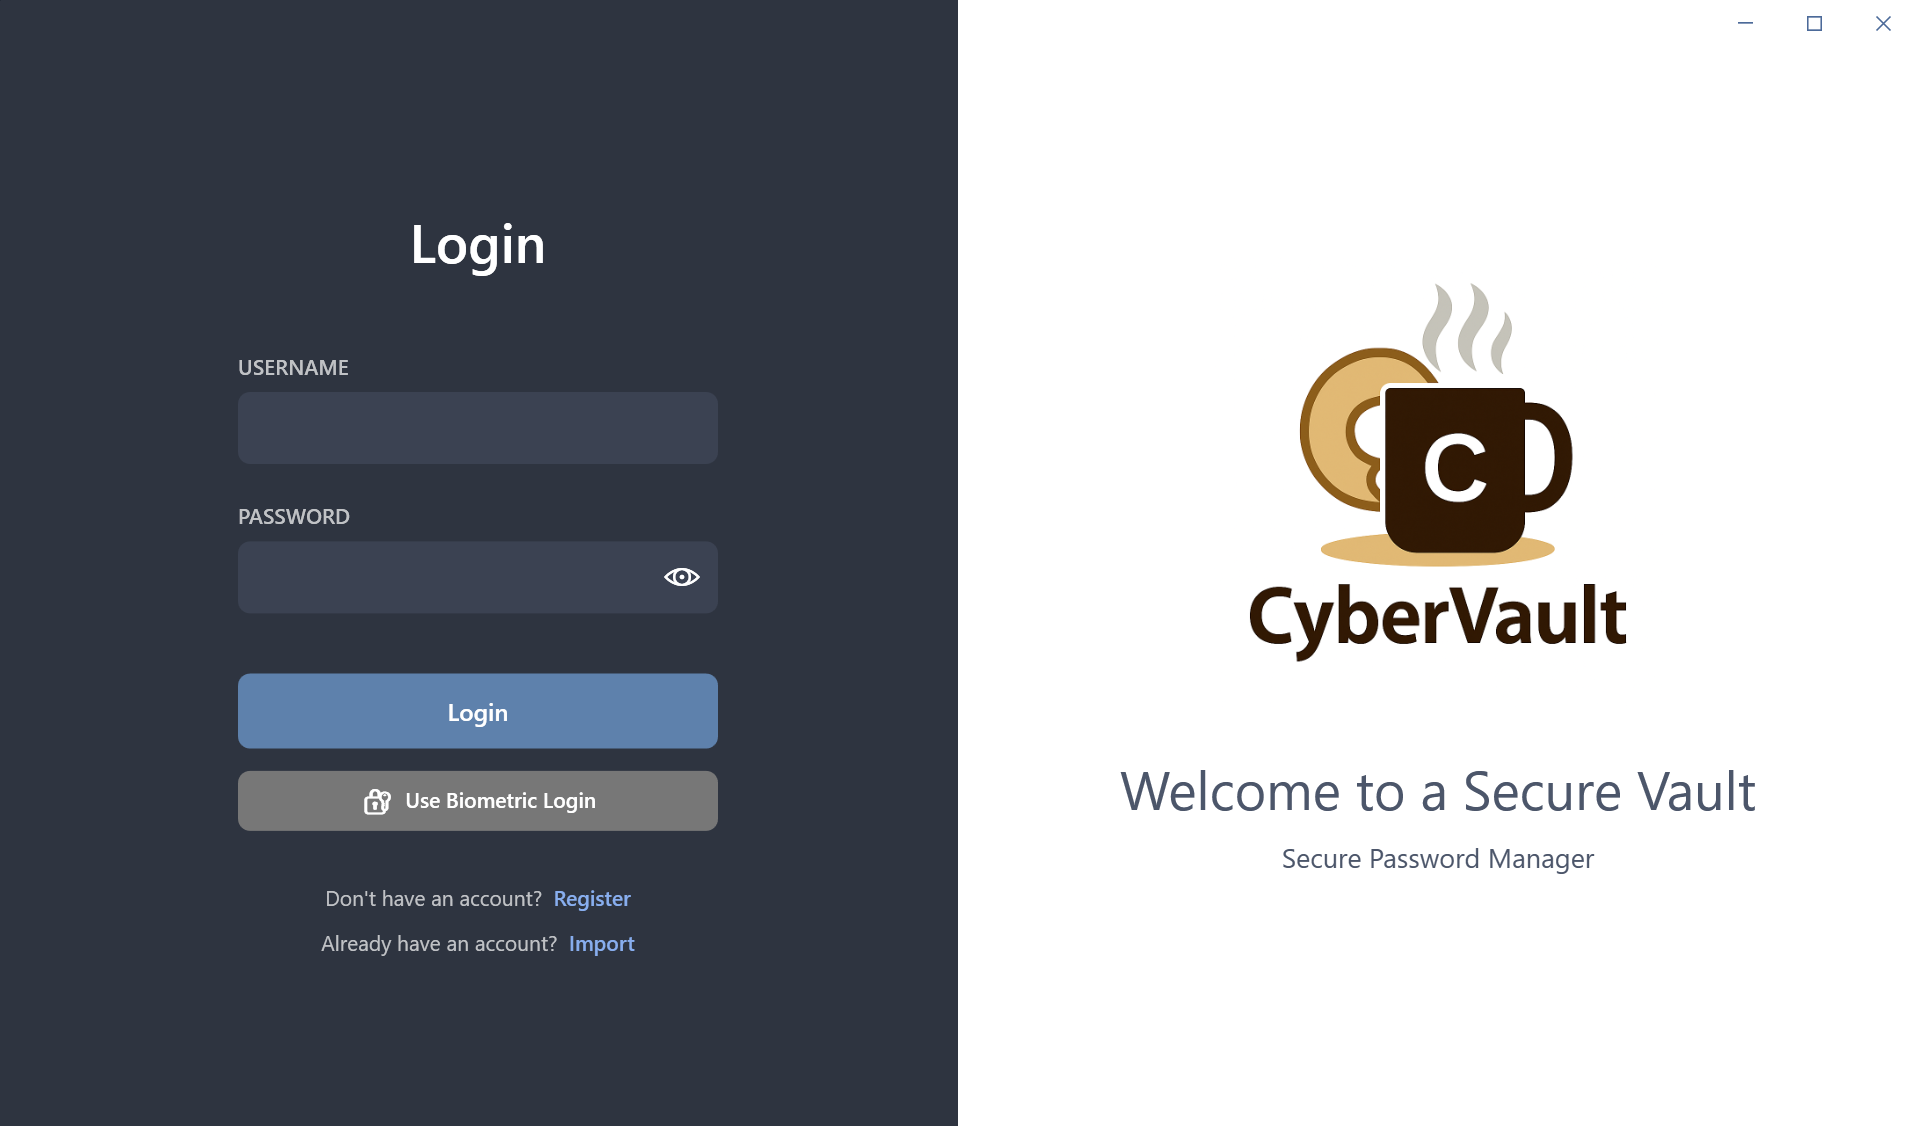 Login
USERNAME
PASSWORD
Login
Use Biometric Login
Don't have an account? Register
Already have an account? Import
C
CyberVault
Welcome to a Secure Vault
Secure Password Manager